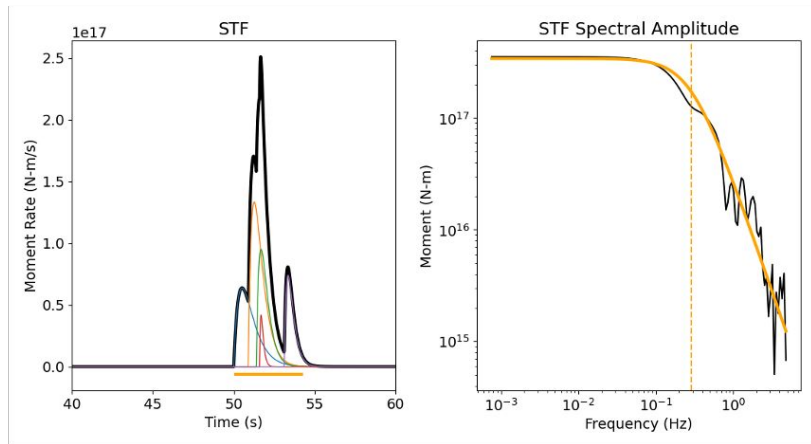 STF
1e17
2.5
2.0
1.5
1.0
0.5
0.0
Moment Rate (N-m/s)
40 45 50 55 60
Time (s)
STF Spectral Amplitude
10¹⁷
10¹⁶
10¹⁵
Moment (N-m)
10⁻³ 10⁻² 10⁻¹ 10⁰
Frequency (Hz)